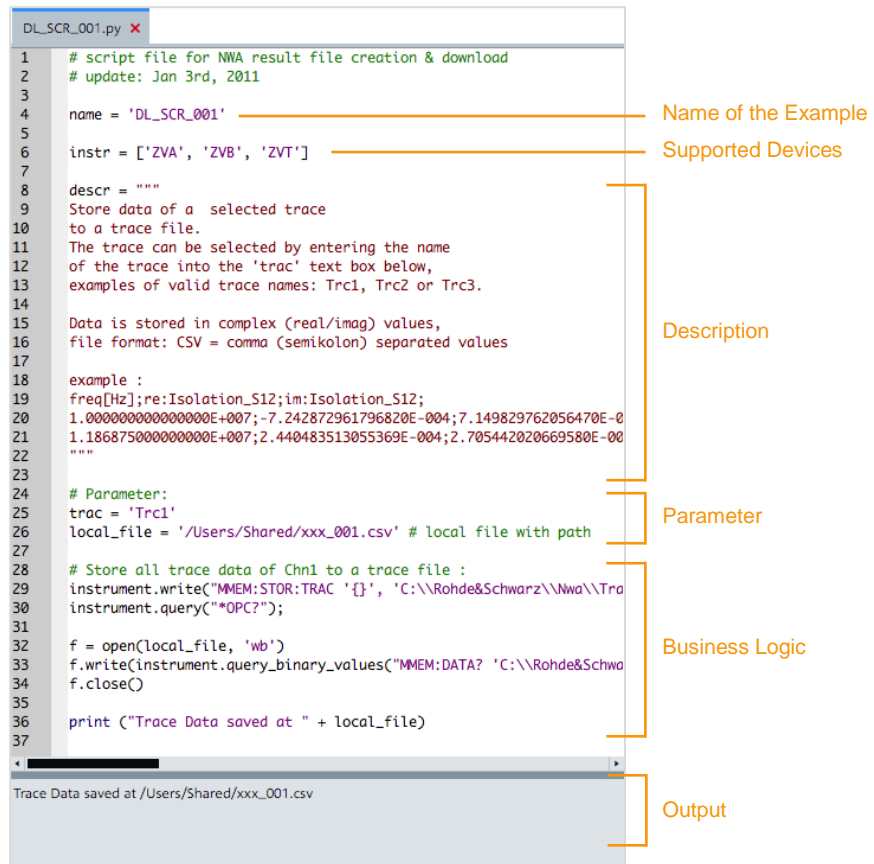 DL_SCR_001.py
1 # script file for NWA result file creation & download
2 # update: Jan 3rd, 2011
3
4 name = 'DL_SCR_001'
Name of the Example
5
6 instr = ['ZVA', 'ZVB', 'ZVT']
Supported Devices
7
8 descr = """
9 Store data of a  selected trace
10 to a trace file.
11 The trace can be selected by entering the name
12 of the trace into the 'trac' text box below,
13 examples of valid trace names: Trc1, Trc2 or Trc3.
14
15 Data is stored in complex (real/imag) values,
16 file format: CSV = comma (semikolon) separated values
17
18 example :
19 freq[Hz];re:Isolation_S12;im:Isolation_S12;
20 1.000000000000000E+007;-7.242872961796820E-004;7.149829762056470E-0
21 1.186875000000000E+007;2.440483513055369E-004;2.705442020669580E-00
22 """
23
Description
24 # Parameter:
25 trac = 'Trc1'
26 local_file = '/Users/Shared/xxx_001.csv' # local file with path
27
Parameter
28 # Store all trace data of Chn1 to a trace file :
29 instrument.write("MMEM:STOR:TRAC '{}', 'C:\\Rohde&Schwarz\\Nwa\\Tra
30 instrument.query("*OPC?");
31
32 f = open(local_file, 'wb')
33 f.write(instrument.query_binary_values("MMEM:DATA? 'C:\\Rohde&Schwa
34 f.close()
35
36 print ("Trace Data saved at " + local_file)
37
Business Logic
Trace Data saved at /Users/Shared/xxx_001.csv
Output